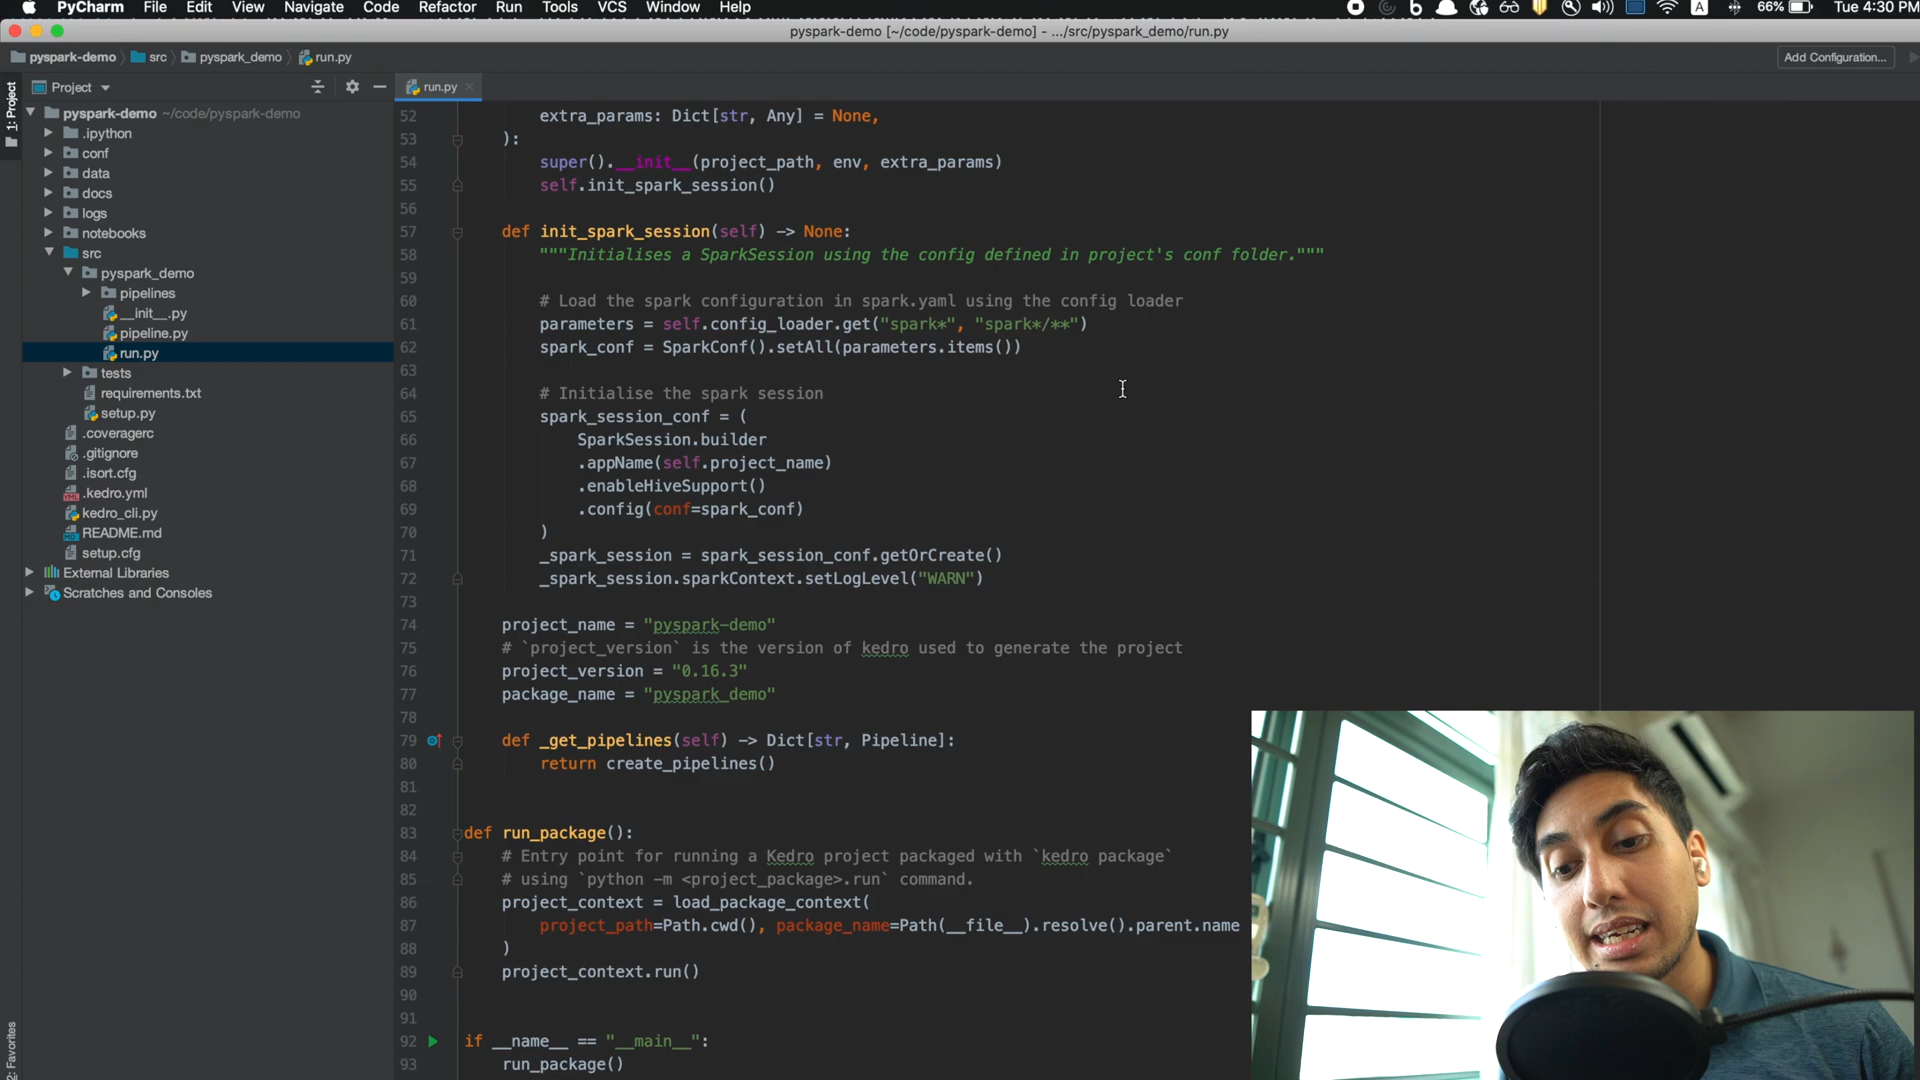 PyCharm File Edit View Navigate Code Refactor Run Tools VCS Window Help 66% Tue 4:30 PM
pyspark-demo [~/code/pyspark-demo] - .../src/pyspark_demo/run.py
pyspark-demo src pyspark_demo run.py Add Configuration...
Project run.py
1: Project
pyspark-demo ~/code/pyspark-demo
.ipython
conf
data
docs
logs
notebooks
src
pyspark_demo
pipelines
__init__.py
pipeline.py
run.py
tests
requirements.txt
setup.py
.coveragerc
.gitignore
.isort.cfg
.kedro.yml
kedro_cli.py
README.md
setup.cfg
External Libraries
Scratches and Consoles
2: Favorites
52 extra_params: Dict[str, Any] = None,
53 ):
54 super().__init__(project_path, env, extra_params)
55 self.init_spark_session()
56
57 def init_spark_session(self) -> None:
58 """Initialises a SparkSession using the config defined in project's conf folder."""
59
60 # Load the spark configuration in spark.yaml using the config loader
61 parameters = self.config_loader.get("spark*", "spark*/**")
62 spark_conf = SparkConf().setAll(parameters.items())
63
64 # Initialise the spark session
65 spark_session_conf = (
66 SparkSession.builder
67 .appName(self.project_name)
68 .enableHiveSupport()
69 .config(conf=spark_conf)
70 )
71 _spark_session = spark_session_conf.getOrCreate()
72 _spark_session.sparkContext.setLogLevel("WARN")
73
74 project_name = "pyspark-demo"
75 # `project_version` is the version of kedro used to generate the project
76 project_version = "0.16.3"
77 package_name = "pyspark_demo"
78
79 def _get_pipelines(self) -> Dict[str, Pipeline]:
80 return create_pipelines()
81
82
83 def run_package():
84 # Entry point for running a Kedro project packaged with `kedro package`
85 # using `python -m <project_package>.run` command.
86 project_context = load_package_context(
87 project_path=Path.cwd(), package_name=Path(__file__).resolve().parent.name
88 )
89 project_context.run()
90
91
92 if __name__ == "__main__":
93 run_package()